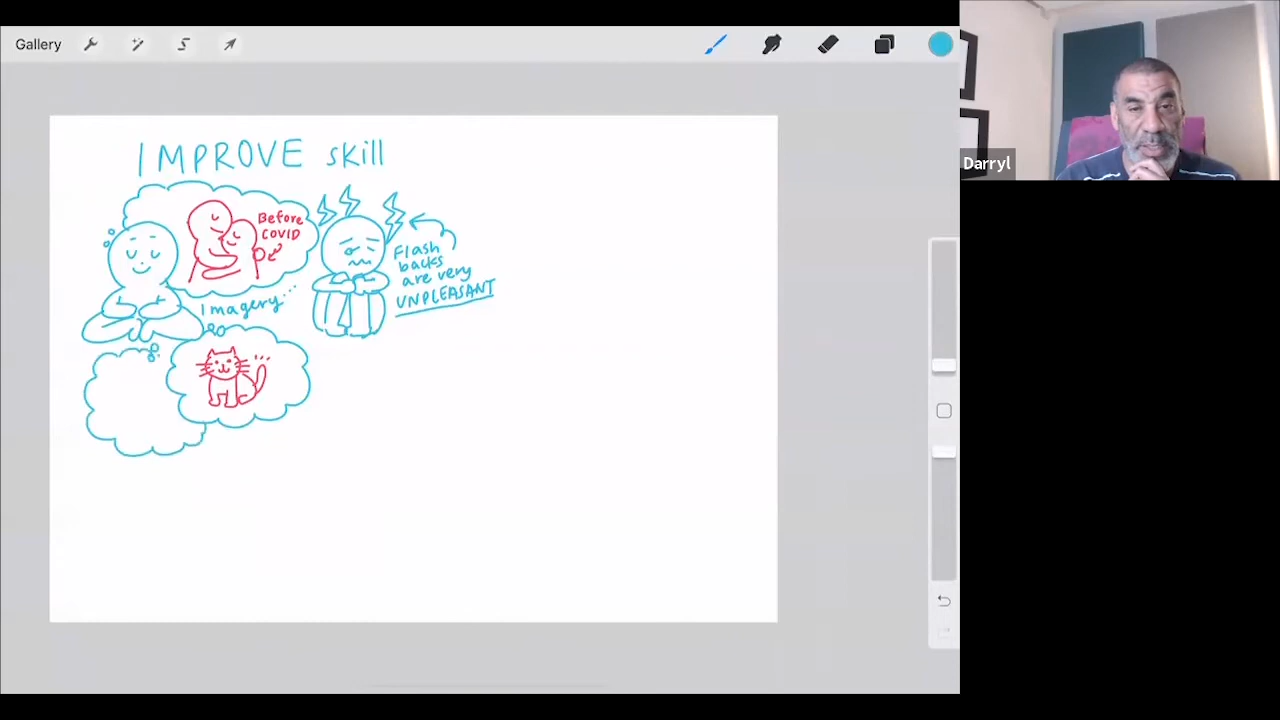 Gallery
Darryl
IMPROVE skill
Before
COVID
Flash
backs
are very
UNPLEASANT
Imagery...